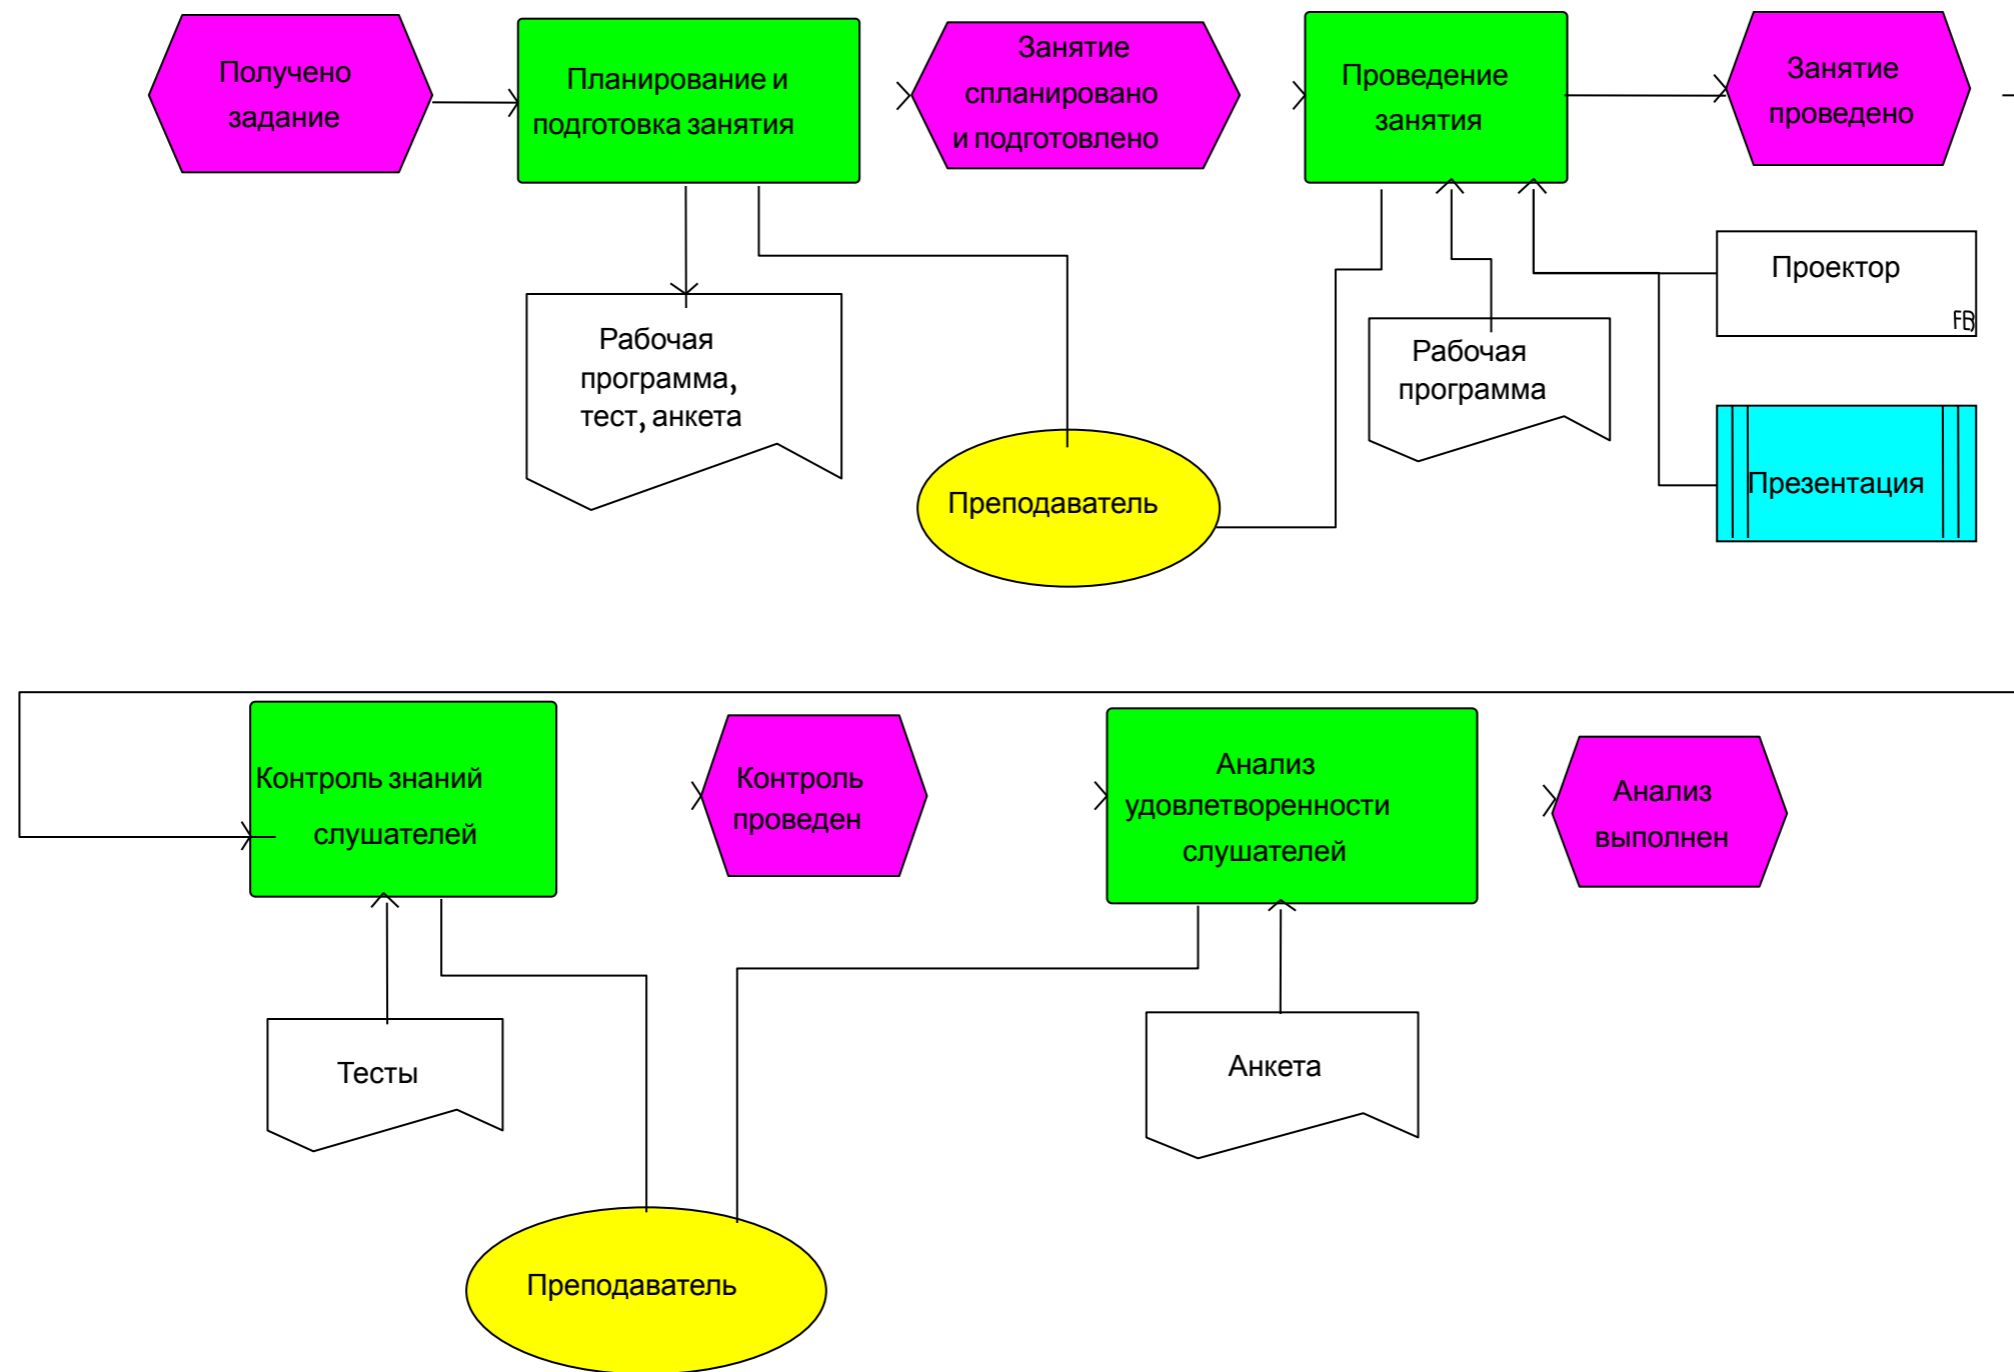 Получено
задание
Планирование и
подготовка занятия
Занятие
спланировано
и подготовлено
Проведение
занятия
Занятие
проведено
Рабочая
программа,
тест, анкета
Преподаватель
Рабочая
программа
Проектор
Презентация
Контроль знаний
слушателей
Контроль
проведен
Анализ
удовлетворенности
слушателей
Анализ
выполнен
Тесты
Анкета
Преподаватель